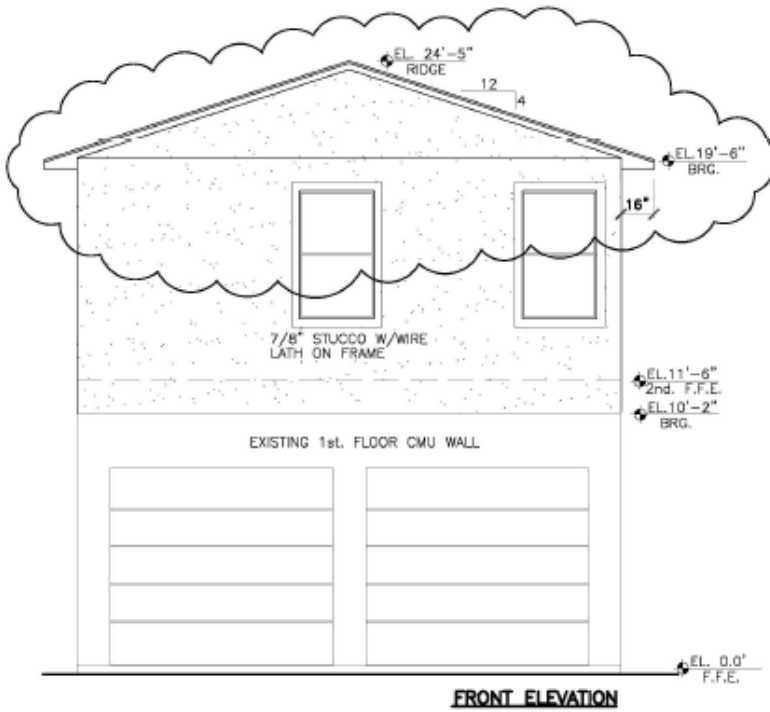 EL. 24'-5"
RIDGE
12
4
EL.19'-6"
BRG.
16"
7/8" STUCCO W/WIRE
LATH ON FRAME
EL.11'-6"
2nd. F.F.E.
EL.10'-2"
BRG.
EXISTING 1st. FLOOR CMU WALL
EL. 0.0'
F.F.E.
FRONT ELEVATION